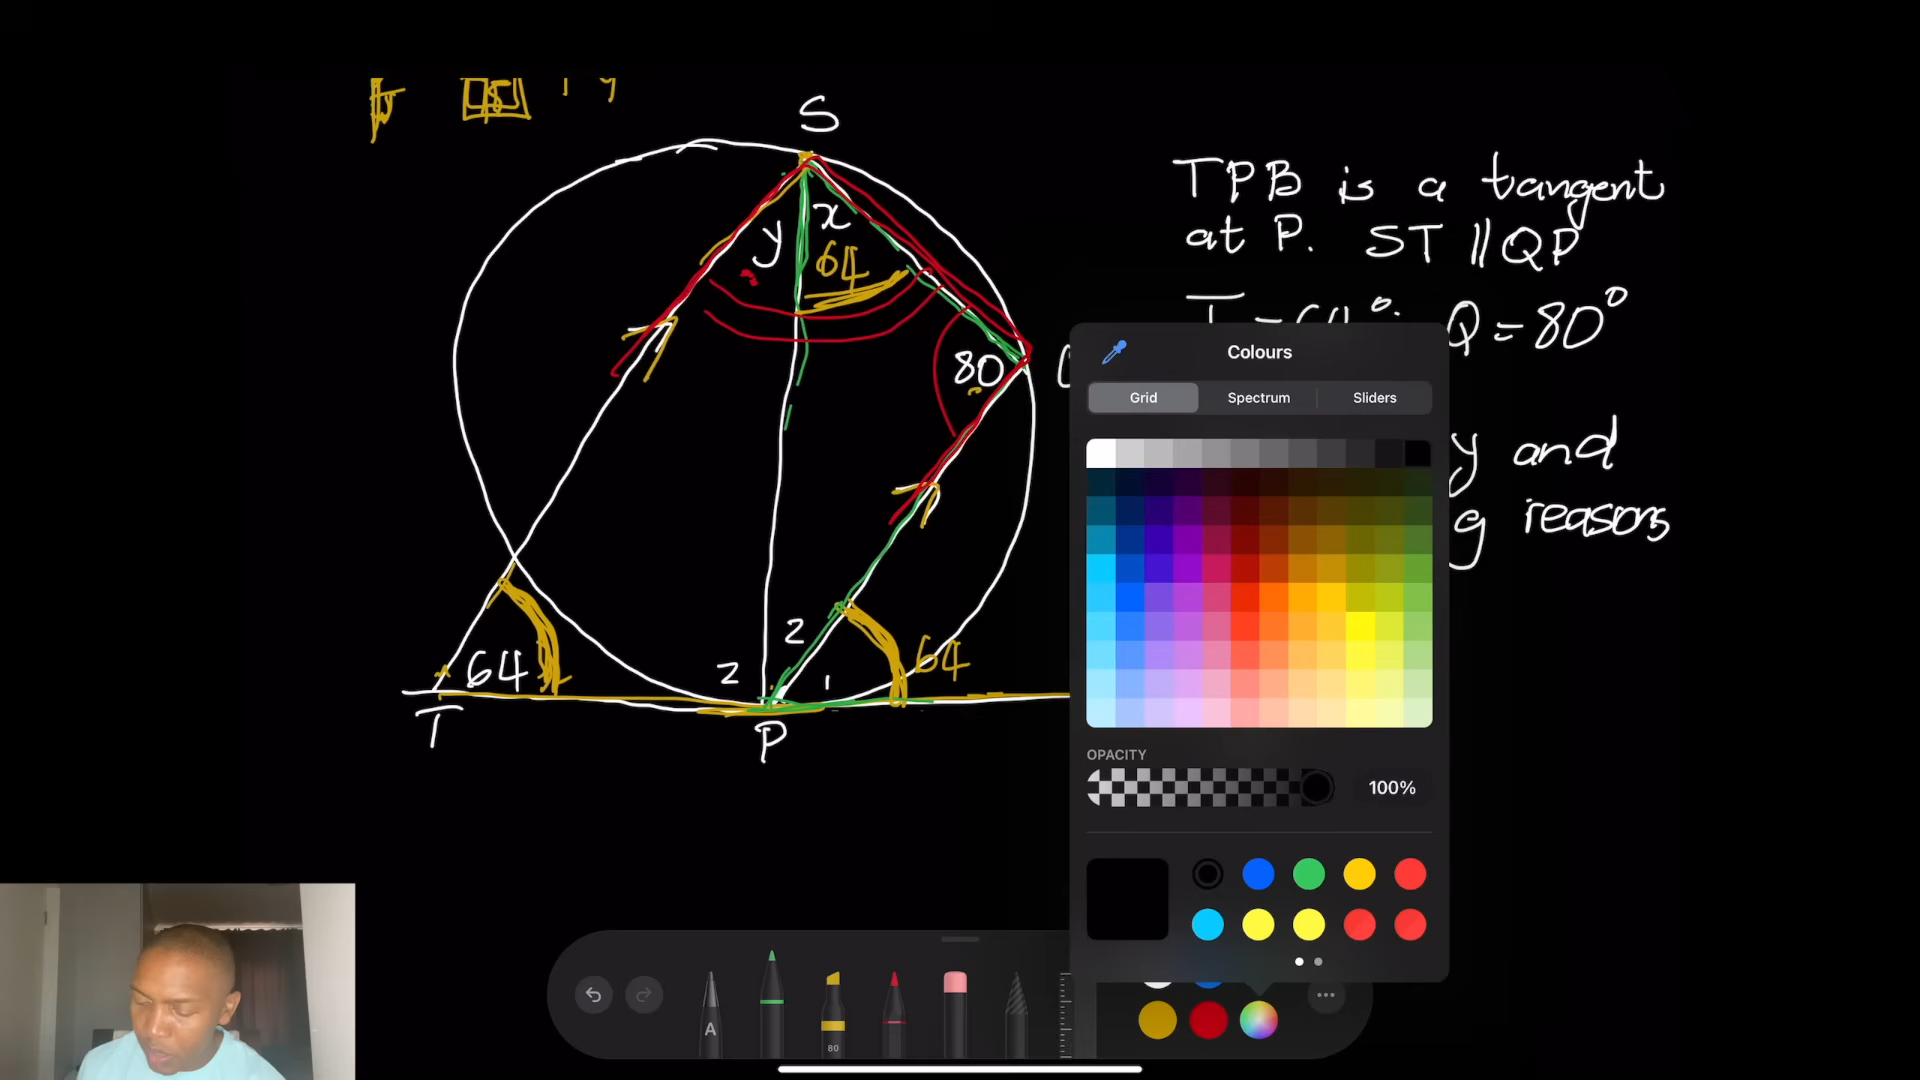 S
TPB is a tangent
at P. ST ∥ QP
Q = 80°
y x
64
80
y and
g reasons
2
2 1
64
64
T
P
Colours
Grid
Spectrum
Sliders
OPACITY
100%
A
80